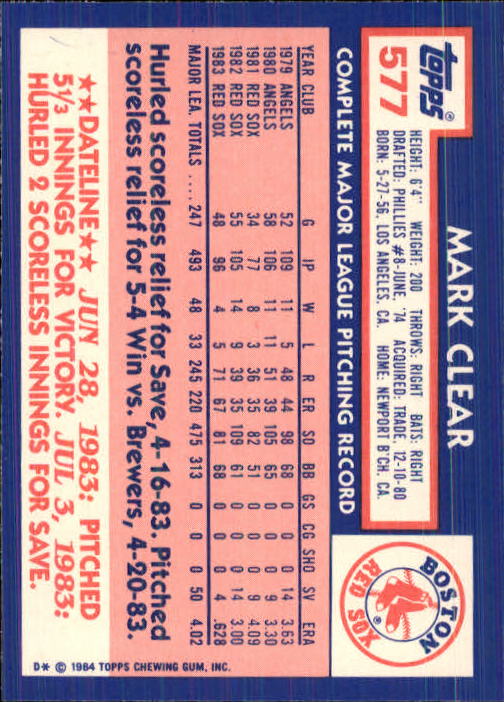 topps®
577
MARK CLEAR
HEIGHT: 6'4" WEIGHT: 200 THROWS: RIGHT BATS: RIGHT
DRAFTED: PHILLIES #8-JUNE, '74 ACQUIRED: TRADE, 12-10-80
BORN: 5-27-56, LOS ANGELES, CA. HOME: NEWPORT B'CH, CA.
BOSTON
RED SOX
®
COMPLETE MAJOR LEAGUE PITCHING RECORD
YEAR CLUB G IP W L R ER SO BB GS CG SHO SV ERA
1979 ANGELS 52 109 11 5 48 44 98 68 0 0 0 14 3.63
1980 ANGELS 58 106 11 11 51 39 105 65 0 0 0 9 3.30
1981 RED SOX 34 77 8 3 36 35 82 51 0 0 0 9 4.09
1982 RED SOX 55 105 14 9 39 35 109 61 0 0 0 14 3.00
1983 RED SOX 48 96 4 5 71 67 81 68 0 0 0 4 .628
MAJOR LEA. TOTALS .... 247 493 48 33 245 220 475 313 0 0 0 50 4.02
Hurled scoreless relief for Save, 4-16-83. Pitched
scoreless relief for 5-4 Win vs. Brewers, 4-20-83.
★★DATELINE★★ JUN 28, 1983: PITCHED
5⅓ INNINGS FOR VICTORY. JUL 3, 1983:
HURLED 2 SCORELESS INNINGS FOR SAVE.
D* © 1984 TOPPS CHEWING GUM, INC.